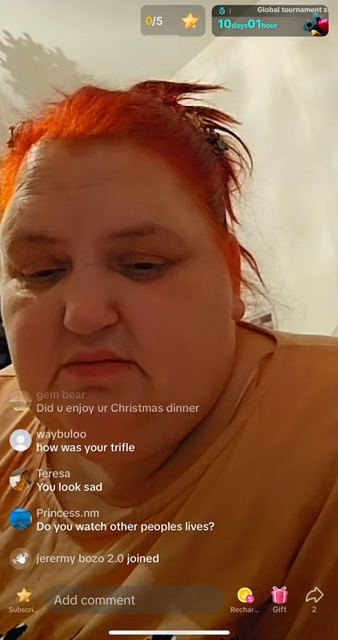 0/5
Global tournament s
10days01hour
gem bear
Did u enjoy ur Christmas dinner
waybuloo
how was your trifle
Teresa
You look sad
Princess.nm
Do you watch other peoples lives?
jerermy bozo 2.0 joined
Subscri...
Add comment
Rechar...
Gift
2